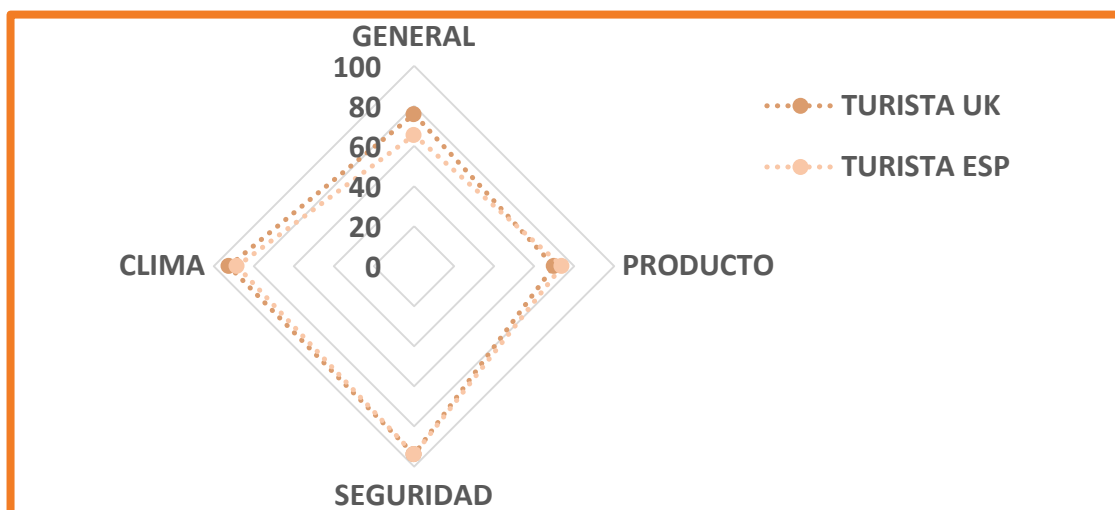 GENERAL
100
80
60
40
20
0
CLIMA
PRODUCTO
SEGURIDAD
TURISTA UK
TURISTA ESP